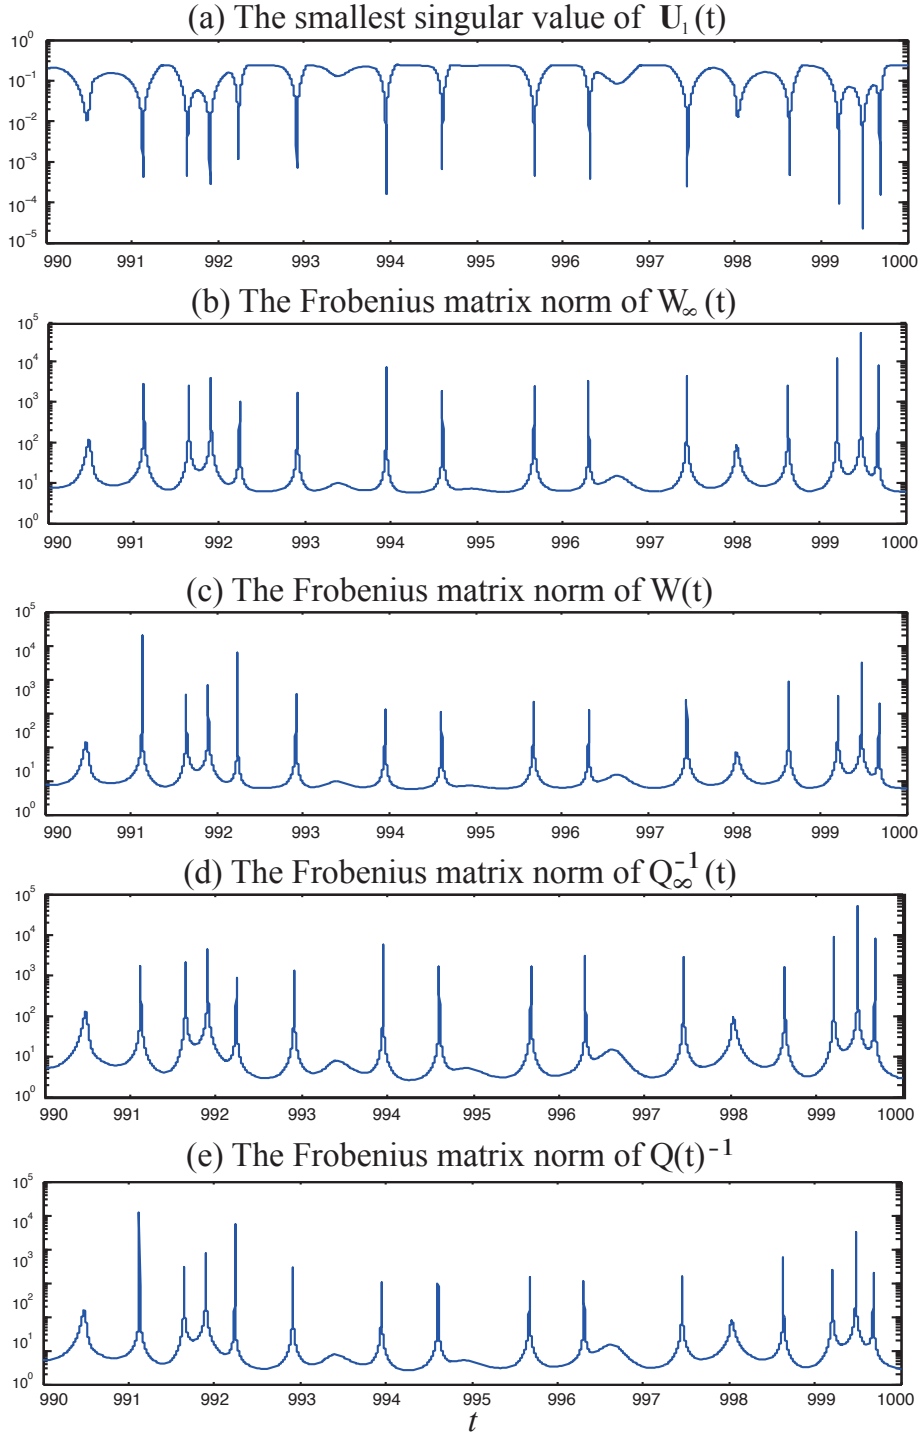 (a) The smallest singular value of U₁(t)
10⁰
10⁻¹
10⁻²
10⁻³
10⁻⁴
10⁻⁵
990 991 992 993 994 995 996 997 998 999 1000
(b) The Frobenius matrix norm of W∞(t)
10⁵
10⁴
10³
10²
10¹
10⁰
990 991 992 993 994 995 996 997 998 999 1000
(c) The Frobenius matrix norm of W(t)
10⁵
10⁴
10³
10²
10¹
10⁰
990 991 992 993 994 995 996 997 998 999 1000
(d) The Frobenius matrix norm of Q∞⁻¹(t)
10⁵
10⁴
10³
10²
10¹
10⁰
990 991 992 993 994 995 996 997 998 999 1000
(e) The Frobenius matrix norm of Q(t)⁻¹
10⁵
10⁴
10³
10²
10¹
10⁰
990 991 992 993 994 995 996 997 998 999 1000
t